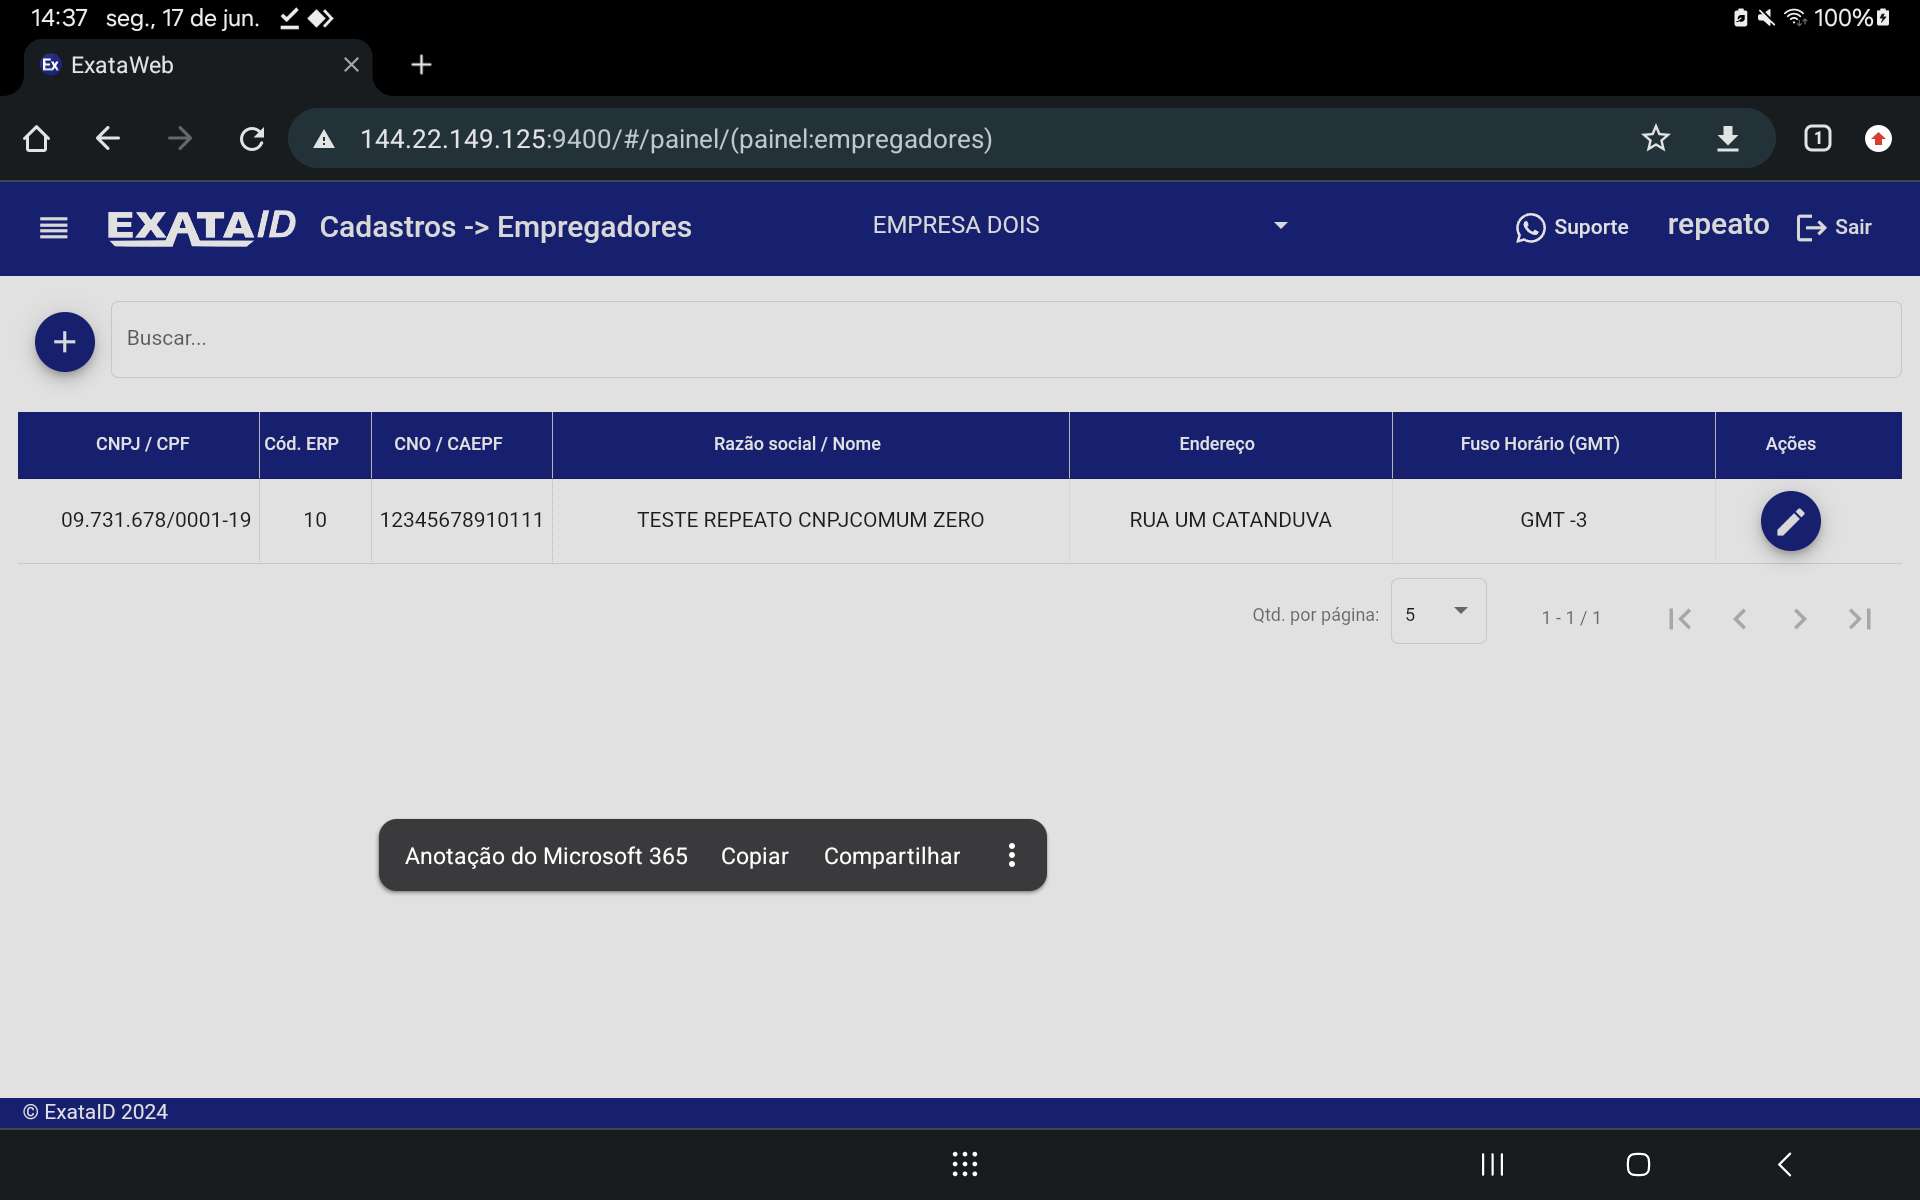 14:37 seg., 17 de jun. 100%
Ex ExataWeb
144.22.149.125:9400/#/painel/(painel:empregadores) 1
EXATAID Cadastros -> Empregadores EMPRESA DOIS Suporte repeato Sair
Buscar...
CNPJ / CPF Cód. ERP CNO / CAEPF Razão social / Nome Endereço Fuso Horário (GMT) Ações
09.731.678/0001-19 10 12345678910111 TESTE REPEATO CNPJCOMUM ZERO RUA UM CATANDUVA GMT -3
Qtd. por página: 5 1 - 1 / 1
Anotação do Microsoft 365 Copiar Compartilhar
© ExataID 2024